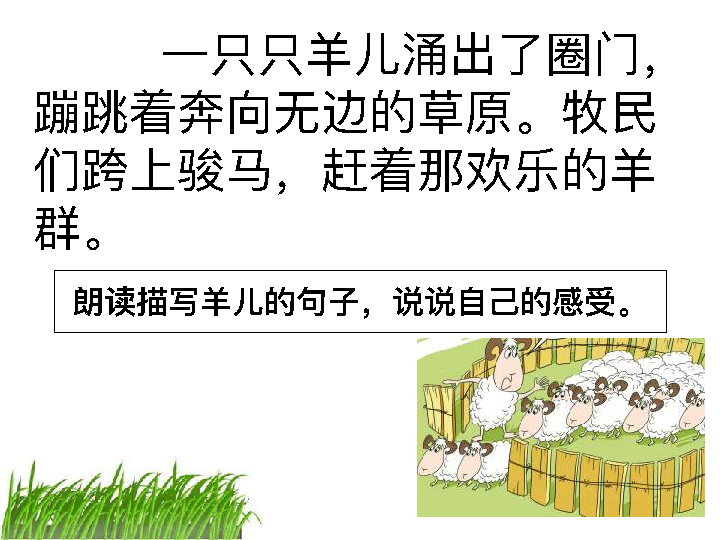 一只只羊儿涌出了圈门，
蹦跳着奔向无边的草原。牧民
们跨上骏马，赶着那欢乐的羊
群。
朗读描写羊儿的句子，说说自己的感受。